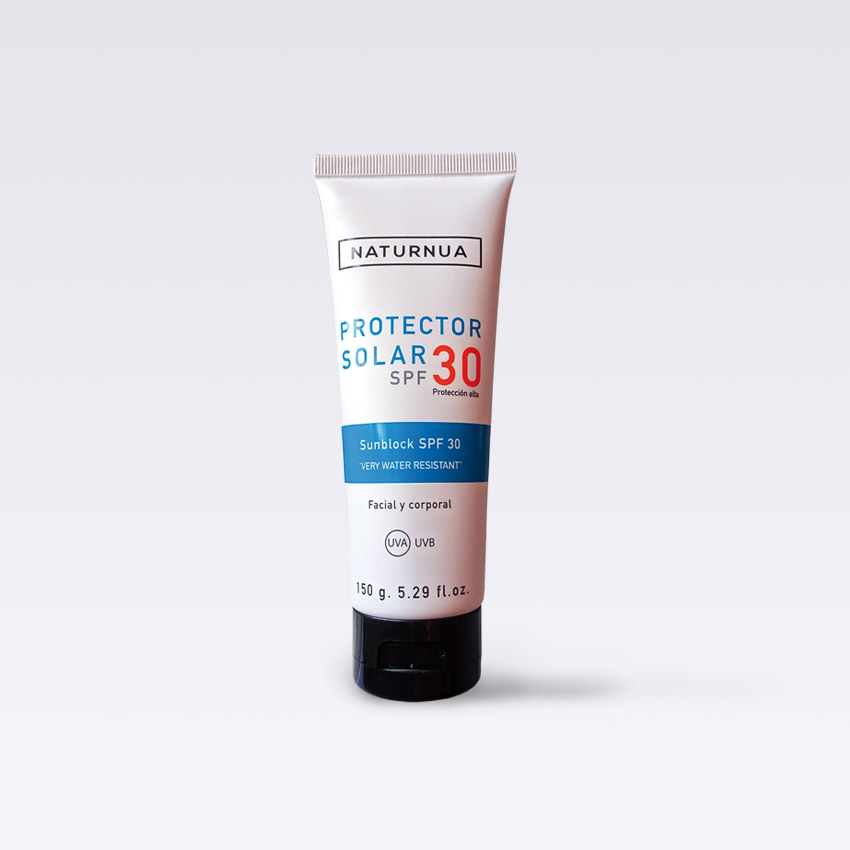 NATURNUA
PROTECTOR
SOLAR 30
SPF
Protección alta
Sunblock SPF 30
"VERY WATER RESISTANT"
Facial y corporal
UVA UVB
150 g. 5.29 fl.oz.